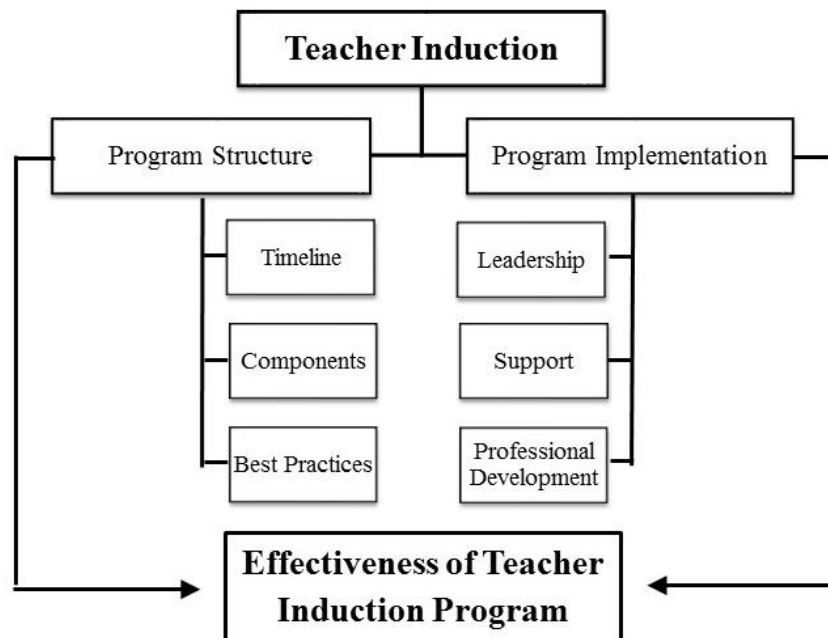 Teacher Induction
Program Structure
Program Implementation
Timeline
Leadership
Components
Support
Best Practices
Professional
Development
Effectiveness of Teacher
Induction Program